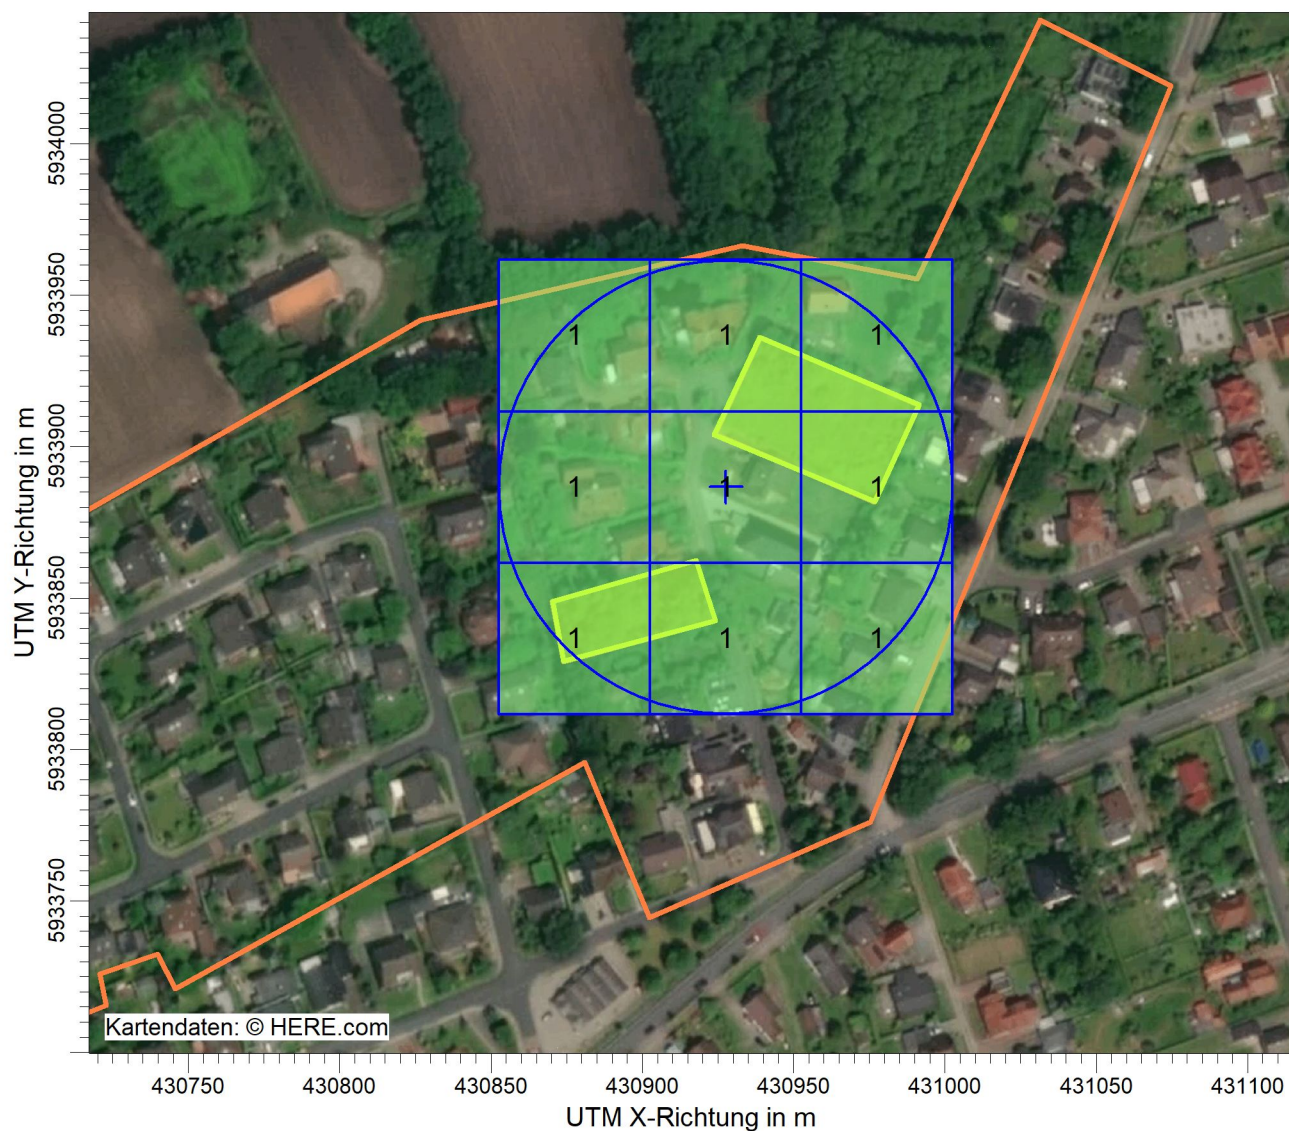 5934000
5933950
1 1 1
5933900
1 1 1
5933850
1 1 1
5933800
5933750
UTM Y-Richtung in m
Kartendaten: © HERE.com
430750 430800 430850 430900 430950 431000 431050 431100
UTM X-Richtung in m